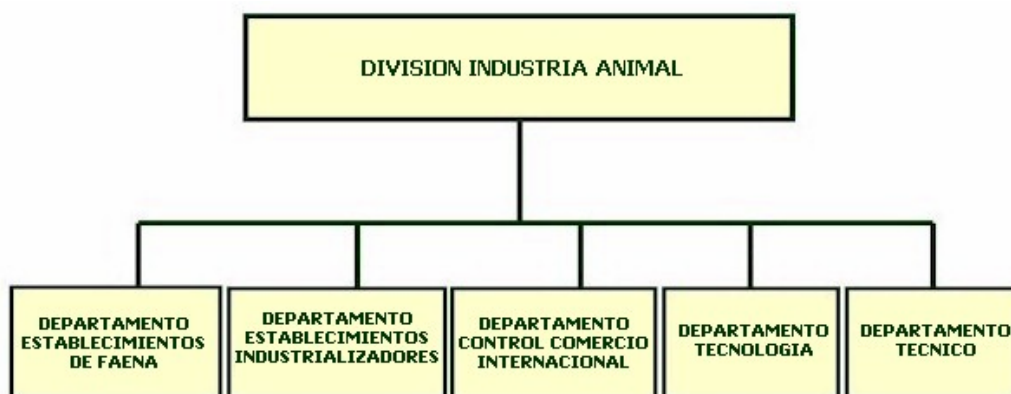 DIVISION INDUSTRIA ANIMAL
DEPARTAMENTO
ESTABLECIMIENTOS
DE FAENA
DEPARTAMENTO
ESTABLECIMIENTOS
INDUSTRIALIZADORES
DEPARTAMENTO
CONTROL COMERCIO
INTERNACIONAL
DEPARTAMENTO
TECNOLOGIA
DEPARTAMENTO
TECNICO